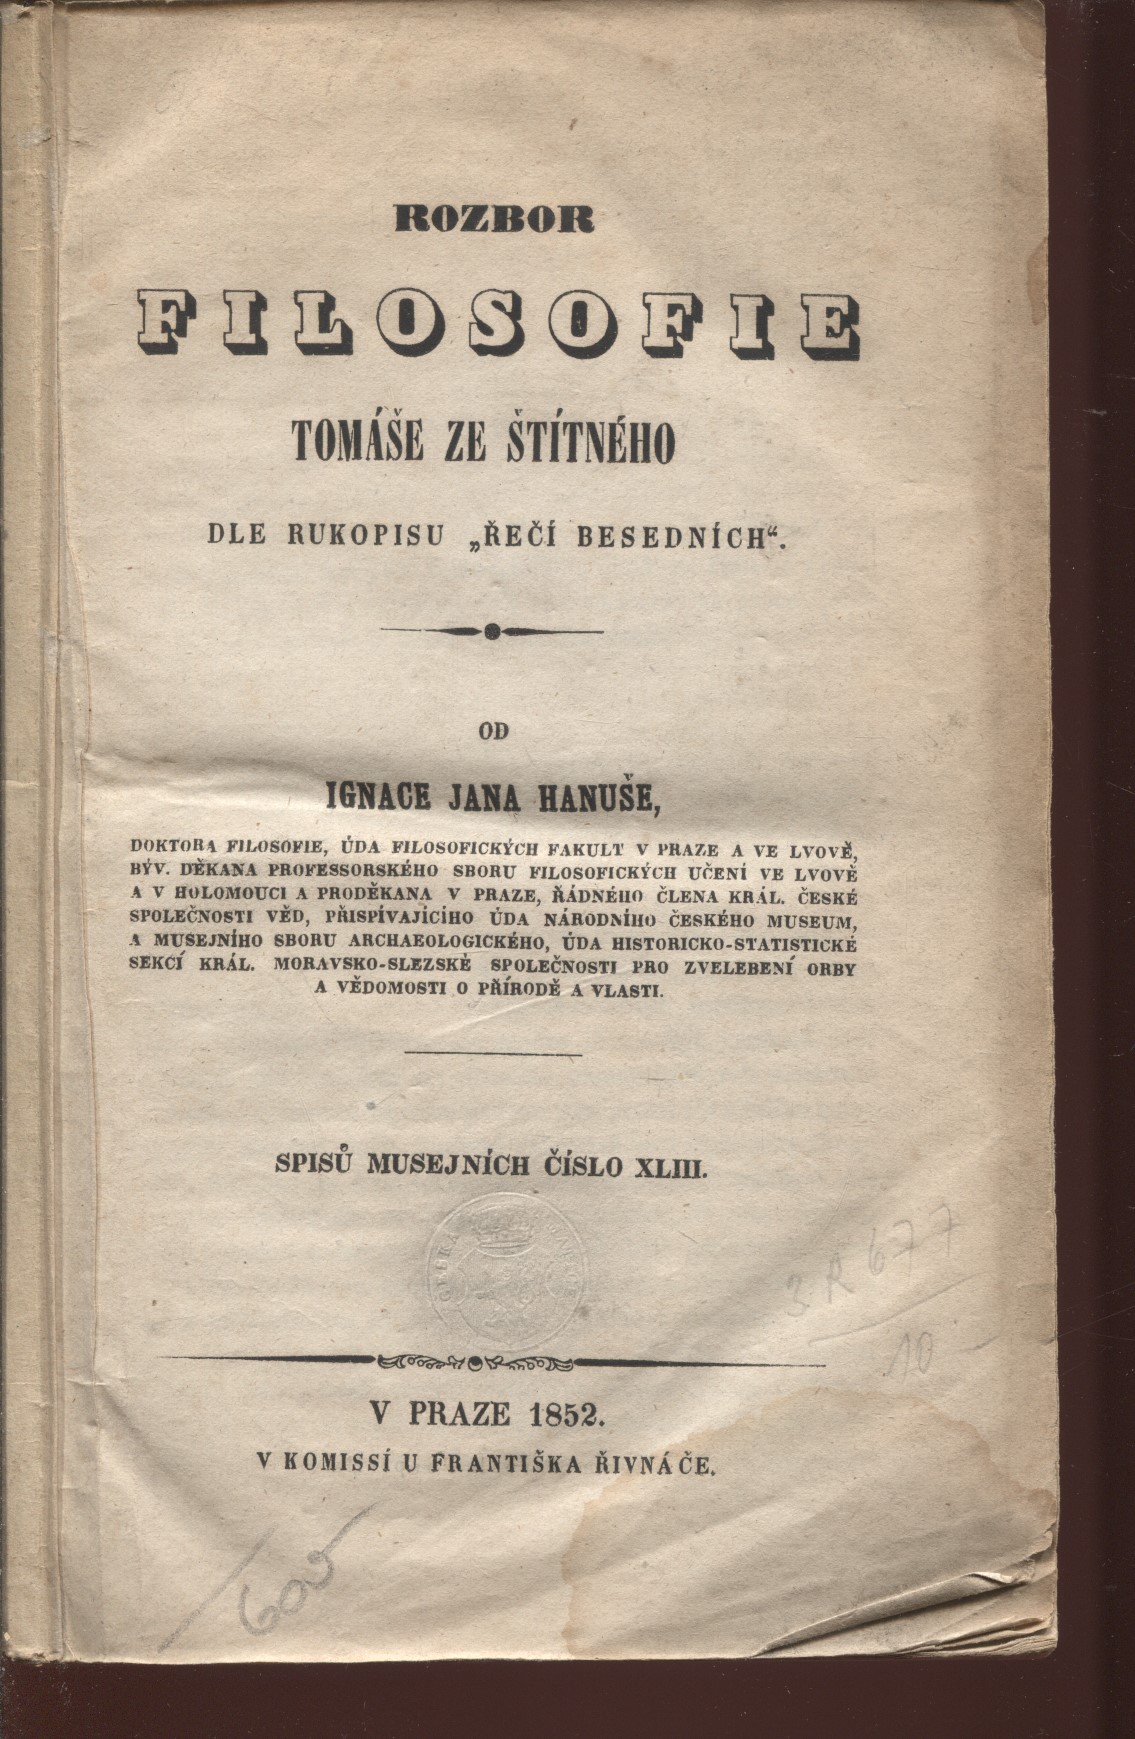 ROZBOR
FILOSOFIE
TOMÁŠE ZE ŠTÍTNÉHO
DLE RUKOPISU „ŘEČÍ BESEDNÍCH“.
OD
IGNACE JANA HANUŠE,
DOKTORA FILOSOFIE, ÚDA FILOSOFICKÝCH FAKULT V PRAZE A VE LVOVĚ,
BÝV. DĚKANA PROFESSORSKÉHO SBORU FILOSOFICKÝCH UČENÍ VE LVOVĚ
A V HOLOMOUCI A PRODĚKANA V PRAZE, ŘÁDNÉHO ČLENA KRÁL. ČESKÉ
SPOLEČNOSTI VĚD, PŘISPÍVAJÍCÍHO ÚDA NÁRODNÍHO ČESKÉHO MUSEUM,
A MUSEJNÍHO SBORU ARCHAEOLOGICKÉHO, ÚDA HISTORICKO-STATISTICKÉ
SEKCÍ KRÁL. MORAVSKO-SLEZSKÉ SPOLEČNOSTI PRO ZVELEBENÍ ORBY
A VĚDOMOSTI O PŘÍRODĚ A VLASTI.
SPISŮ MUSEJNÍCH ČÍSLO XLIII.
3 R 677
10
V PRAZE 1852.
V KOMISSÍ U FRANTIŠKA ŘIVNÁČE.